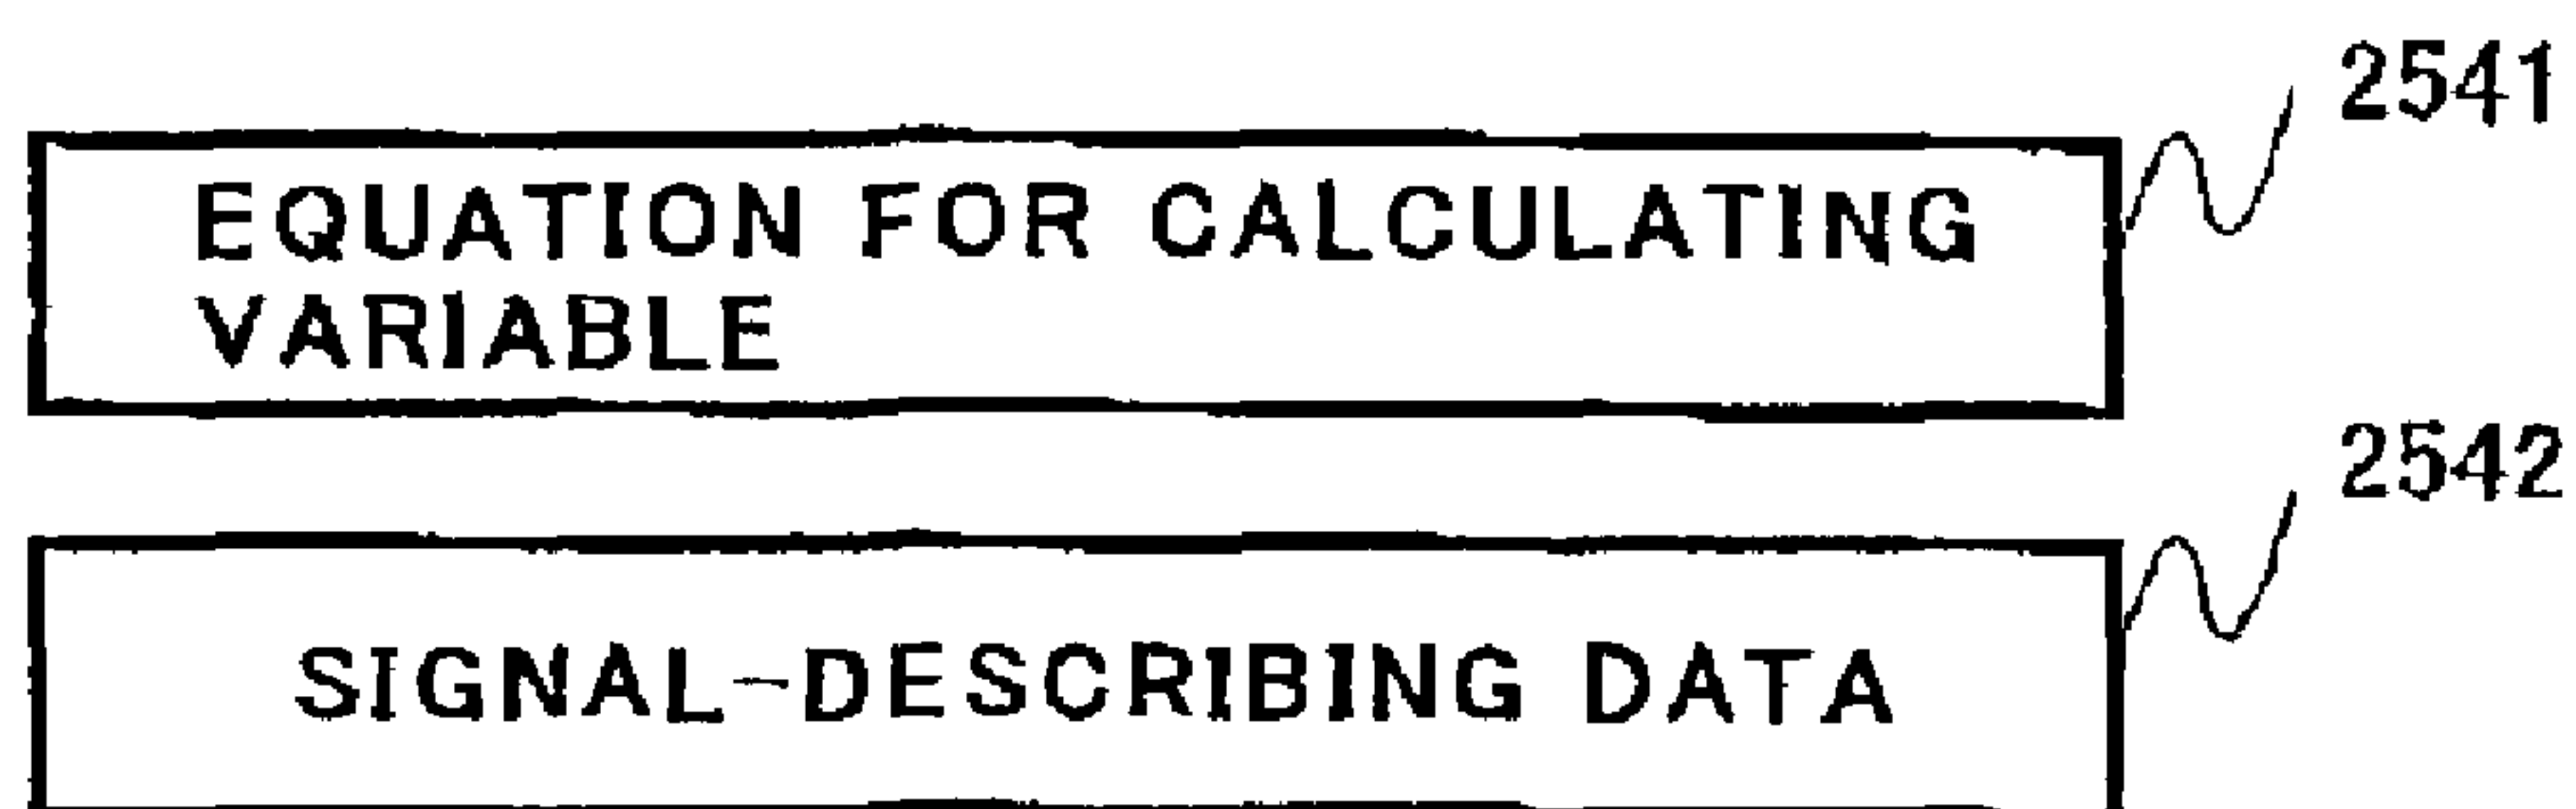 2541
EQUATION FOR CALCULATING
VARIABLE
2542
SIGNAL-DESCRIBING DATA